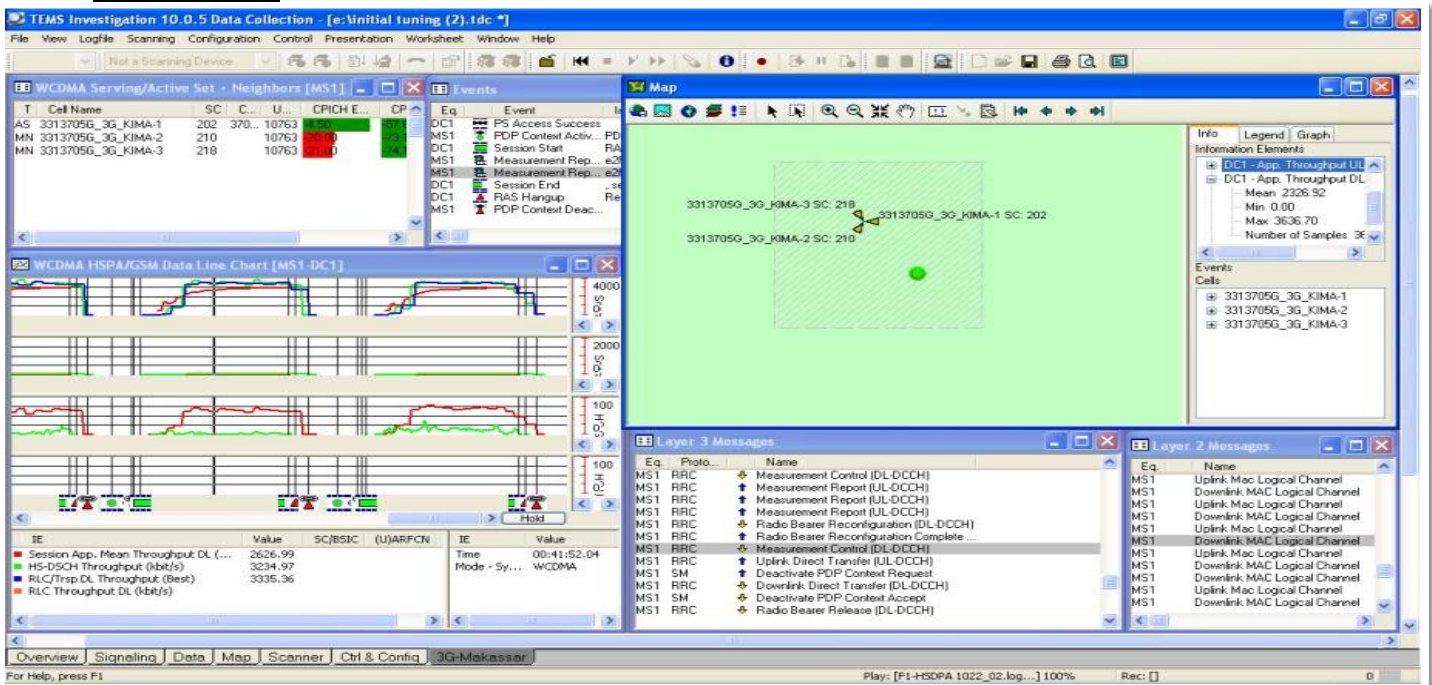 TEMS Investigation 10.0.5 Data Collection - [e:\initial tuning (2).tdc *]
File View Logfile Scanning Configuration Control Presentation Worksheet Window Help
Not a Scanning Device
WCDMA Serving/Active Set + Neighbors [MS1]
T Cell Name SC C... U... CPICH E... CP
AS 3313705G_3G_KIMA-1 202 370... 10763 -4.50
MN 3313705G_3G_KIMA-2 210 10763 -20.00
MN 3313705G_3G_KIMA-3 218 10763 -21.00
Events
Eq. Event
DC1 PS Access Success
MS1 PDP Context Activ... PD
DC1 Session Start RA
MS1 Measurement Rep... e2
MS1 Measurement Rep... e2
DC1 Session End , se
DC1 RAS Hangup Re
MS1 PDP Context Deac...
Map
3313705G_3G_KIMA-3 SC: 218
3313705G_3G_KIMA-1 SC: 202
3313705G_3G_KIMA-2 SC: 210
Info Legend Graph
Information Elements
DC1 - App. Throughput UL
DC1 - App. Throughput DL
Mean 2326.92
Min 0.00
Max 3636.70
Number of Samples 36
Events
Cells
3313705G_3G_KIMA-1
3313705G_3G_KIMA-2
3313705G_3G_KIMA-3
WCDMA HSPA/GSM Data Line Chart [MS1-DC1]
4000
2000
100
100
Hold
IE Value SC/BSIC (U)ARFCN
Session App. Mean Throughput DL (... 2626.99
HS-DSCH Throughput (kbit/s) 3234.97
RLC/Trsp DL Throughput (Best) 3335.36
RLC Throughput DL (kbit/s)
IE Value
Time 00:41:52.04
Mode - Sy... WCDMA
Layer 3 Messages
Eq. Proto... Name
MS1 RRC Measurement Control (DL-DCCH)
MS1 RRC Measurement Report (UL-DCCH)
MS1 RRC Measurement Report (UL-DCCH)
MS1 RRC Measurement Report (UL-DCCH)
MS1 RRC Radio Bearer Reconfiguration (DL-DCCH)
MS1 RRC Radio Bearer Reconfiguration Complete ...
MS1 RRC Measurement Control (DL-DCCH)
MS1 RRC Uplink Direct Transfer (UL-DCCH)
MS1 SM Deactivate PDP Context Request
MS1 RRC Downlink Direct Transfer (DL-DCCH)
MS1 SM Deactivate PDP Context Accept
MS1 RRC Radio Bearer Release (DL-DCCH)
Layer 2 Messages
Eq. Name
MS1 Uplink Mac Logical Channel
MS1 Downlink MAC Logical Channel
MS1 Uplink Mac Logical Channel
MS1 Downlink MAC Logical Channel
MS1 Uplink Mac Logical Channel
MS1 Downlink MAC Logical Channel
MS1 Uplink Mac Logical Channel
MS1 Downlink MAC Logical Channel
MS1 Downlink MAC Logical Channel
MS1 Uplink Mac Logical Channel
MS1 Downlink MAC Logical Channel
Overview Signaling Data Map Scanner Ctrl & Config 3G-Makassar
For Help, press F1
Play: [F1-HSDPA 1022_02.log...] 100% Rec: [] 0